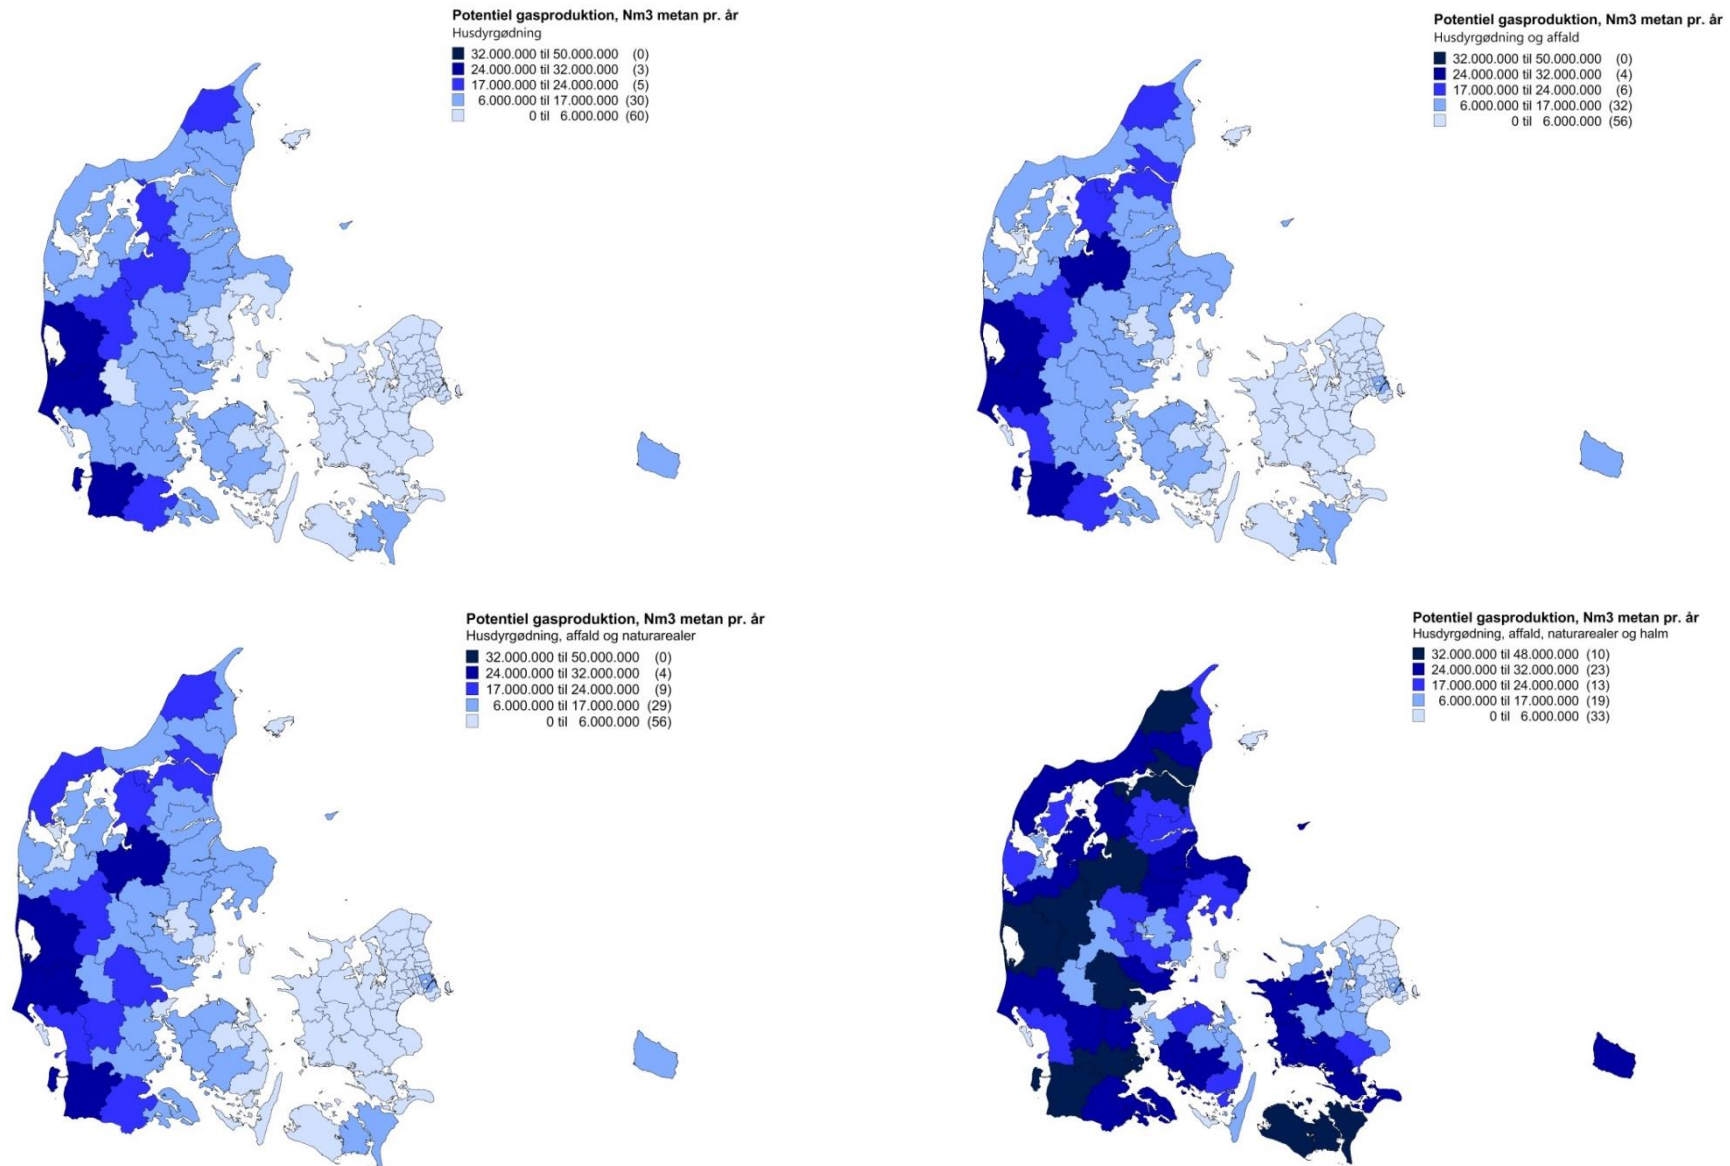 Potentiel gasproduktion, Nm3 metan pr. år
Husdyrgødning
32.000.000 til 50.000.000 (0)
24.000.000 til 32.000.000 (3)
17.000.000 til 24.000.000 (5)
6.000.000 til 17.000.000 (30)
0 til 6.000.000 (60)
Potentiel gasproduktion, Nm3 metan pr. år
Husdyrgødning og affald
32.000.000 til 50.000.000 (0)
24.000.000 til 32.000.000 (4)
17.000.000 til 24.000.000 (6)
6.000.000 til 17.000.000 (32)
0 til 6.000.000 (56)
Potentiel gasproduktion, Nm3 metan pr. år
Husdyrgødning, affald og naturarealer
32.000.000 til 50.000.000 (0)
24.000.000 til 32.000.000 (4)
17.000.000 til 24.000.000 (9)
6.000.000 til 17.000.000 (29)
0 til 6.000.000 (56)
Potentiel gasproduktion, Nm3 metan pr. år
Husdyrgødning, affald, naturarealer og halm
32.000.000 til 48.000.000 (10)
24.000.000 til 32.000.000 (23)
17.000.000 til 24.000.000 (13)
6.000.000 til 17.000.000 (19)
0 til 6.000.000 (33)